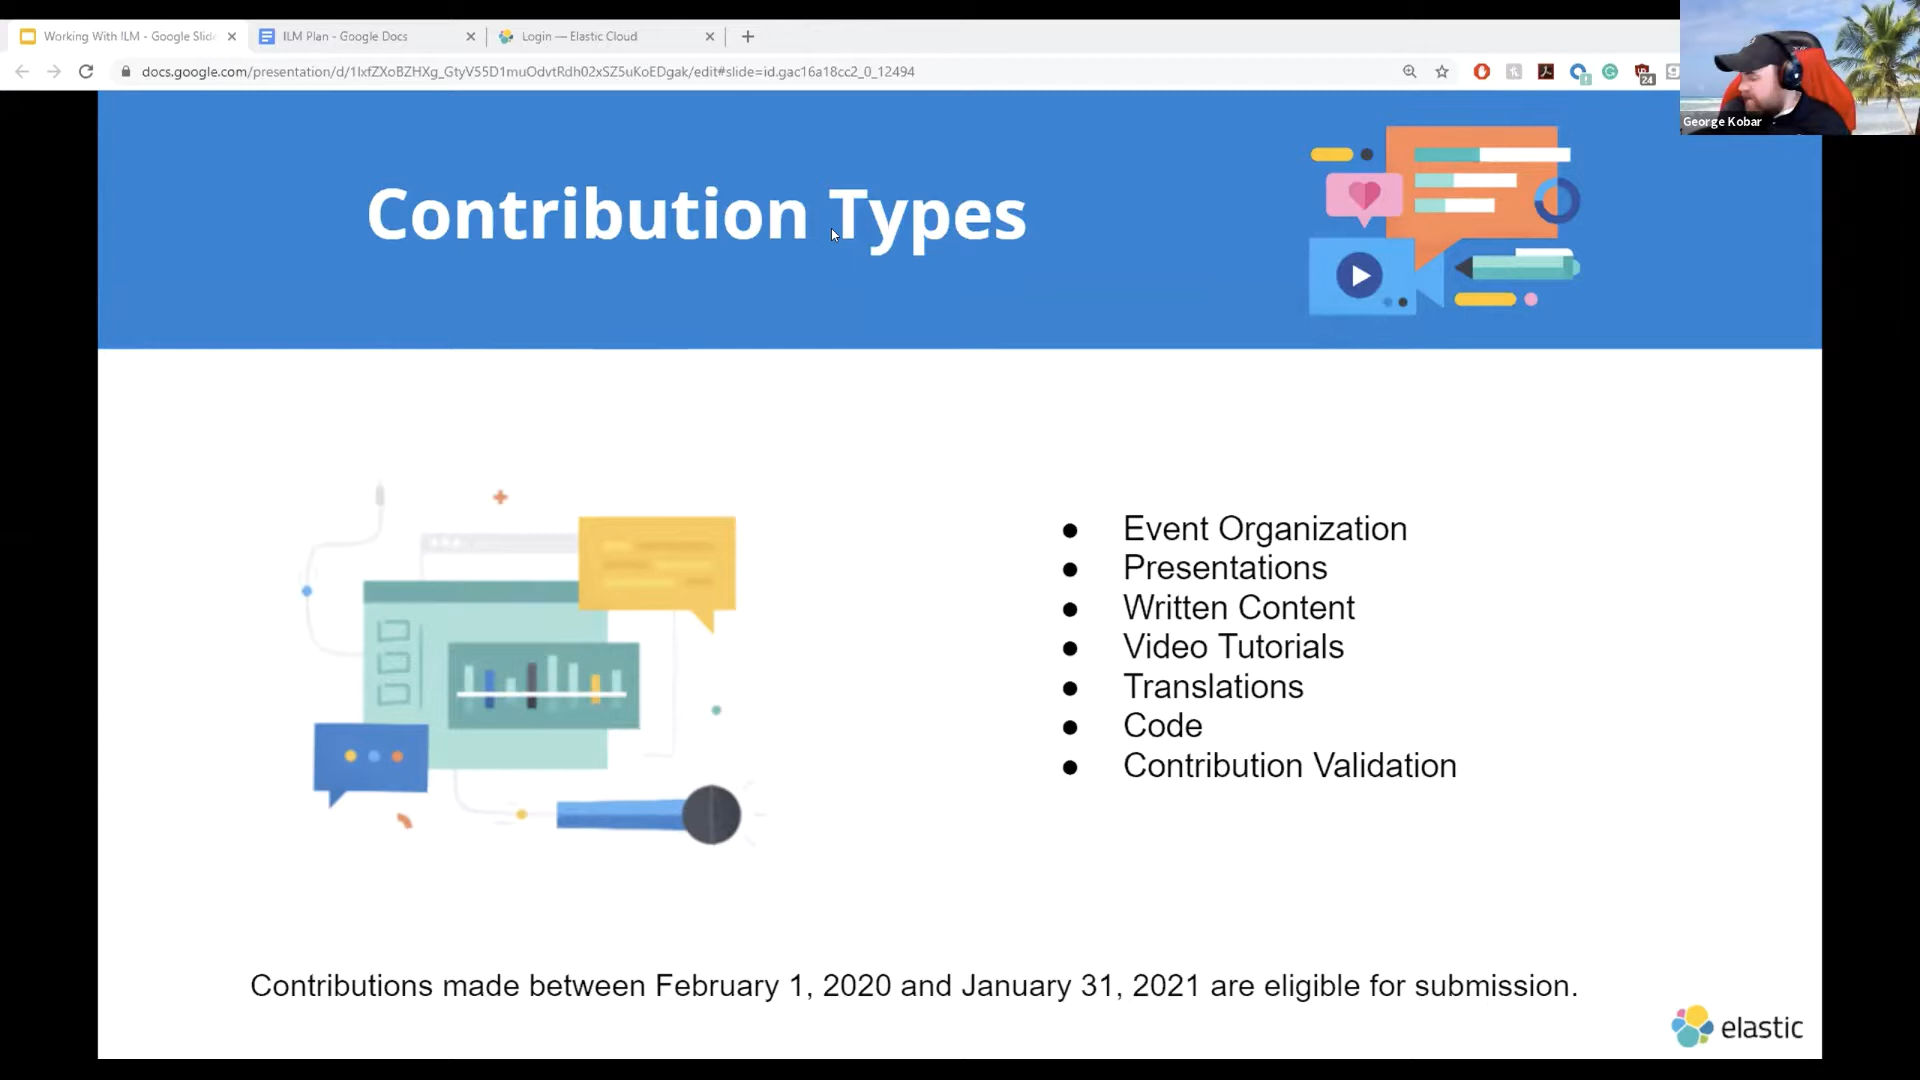 Working With ILM - Google Slid
ILM Plan - Google Docs
Login — Elastic Cloud
docs.google.com/presentation/d/1IxfZXoBZHXg_GtyV55D1muOdvtRdh02xSZ5uKoEDgak/edit#slide=id.gac16a18cc2_0_12494
24
George Kobar
Contribution Types
● Event Organization
● Presentations
● Written Content
● Video Tutorials
● Translations
● Code
● Contribution Validation
Contributions made between February 1, 2020 and January 31, 2021 are eligible for submission.
elastic